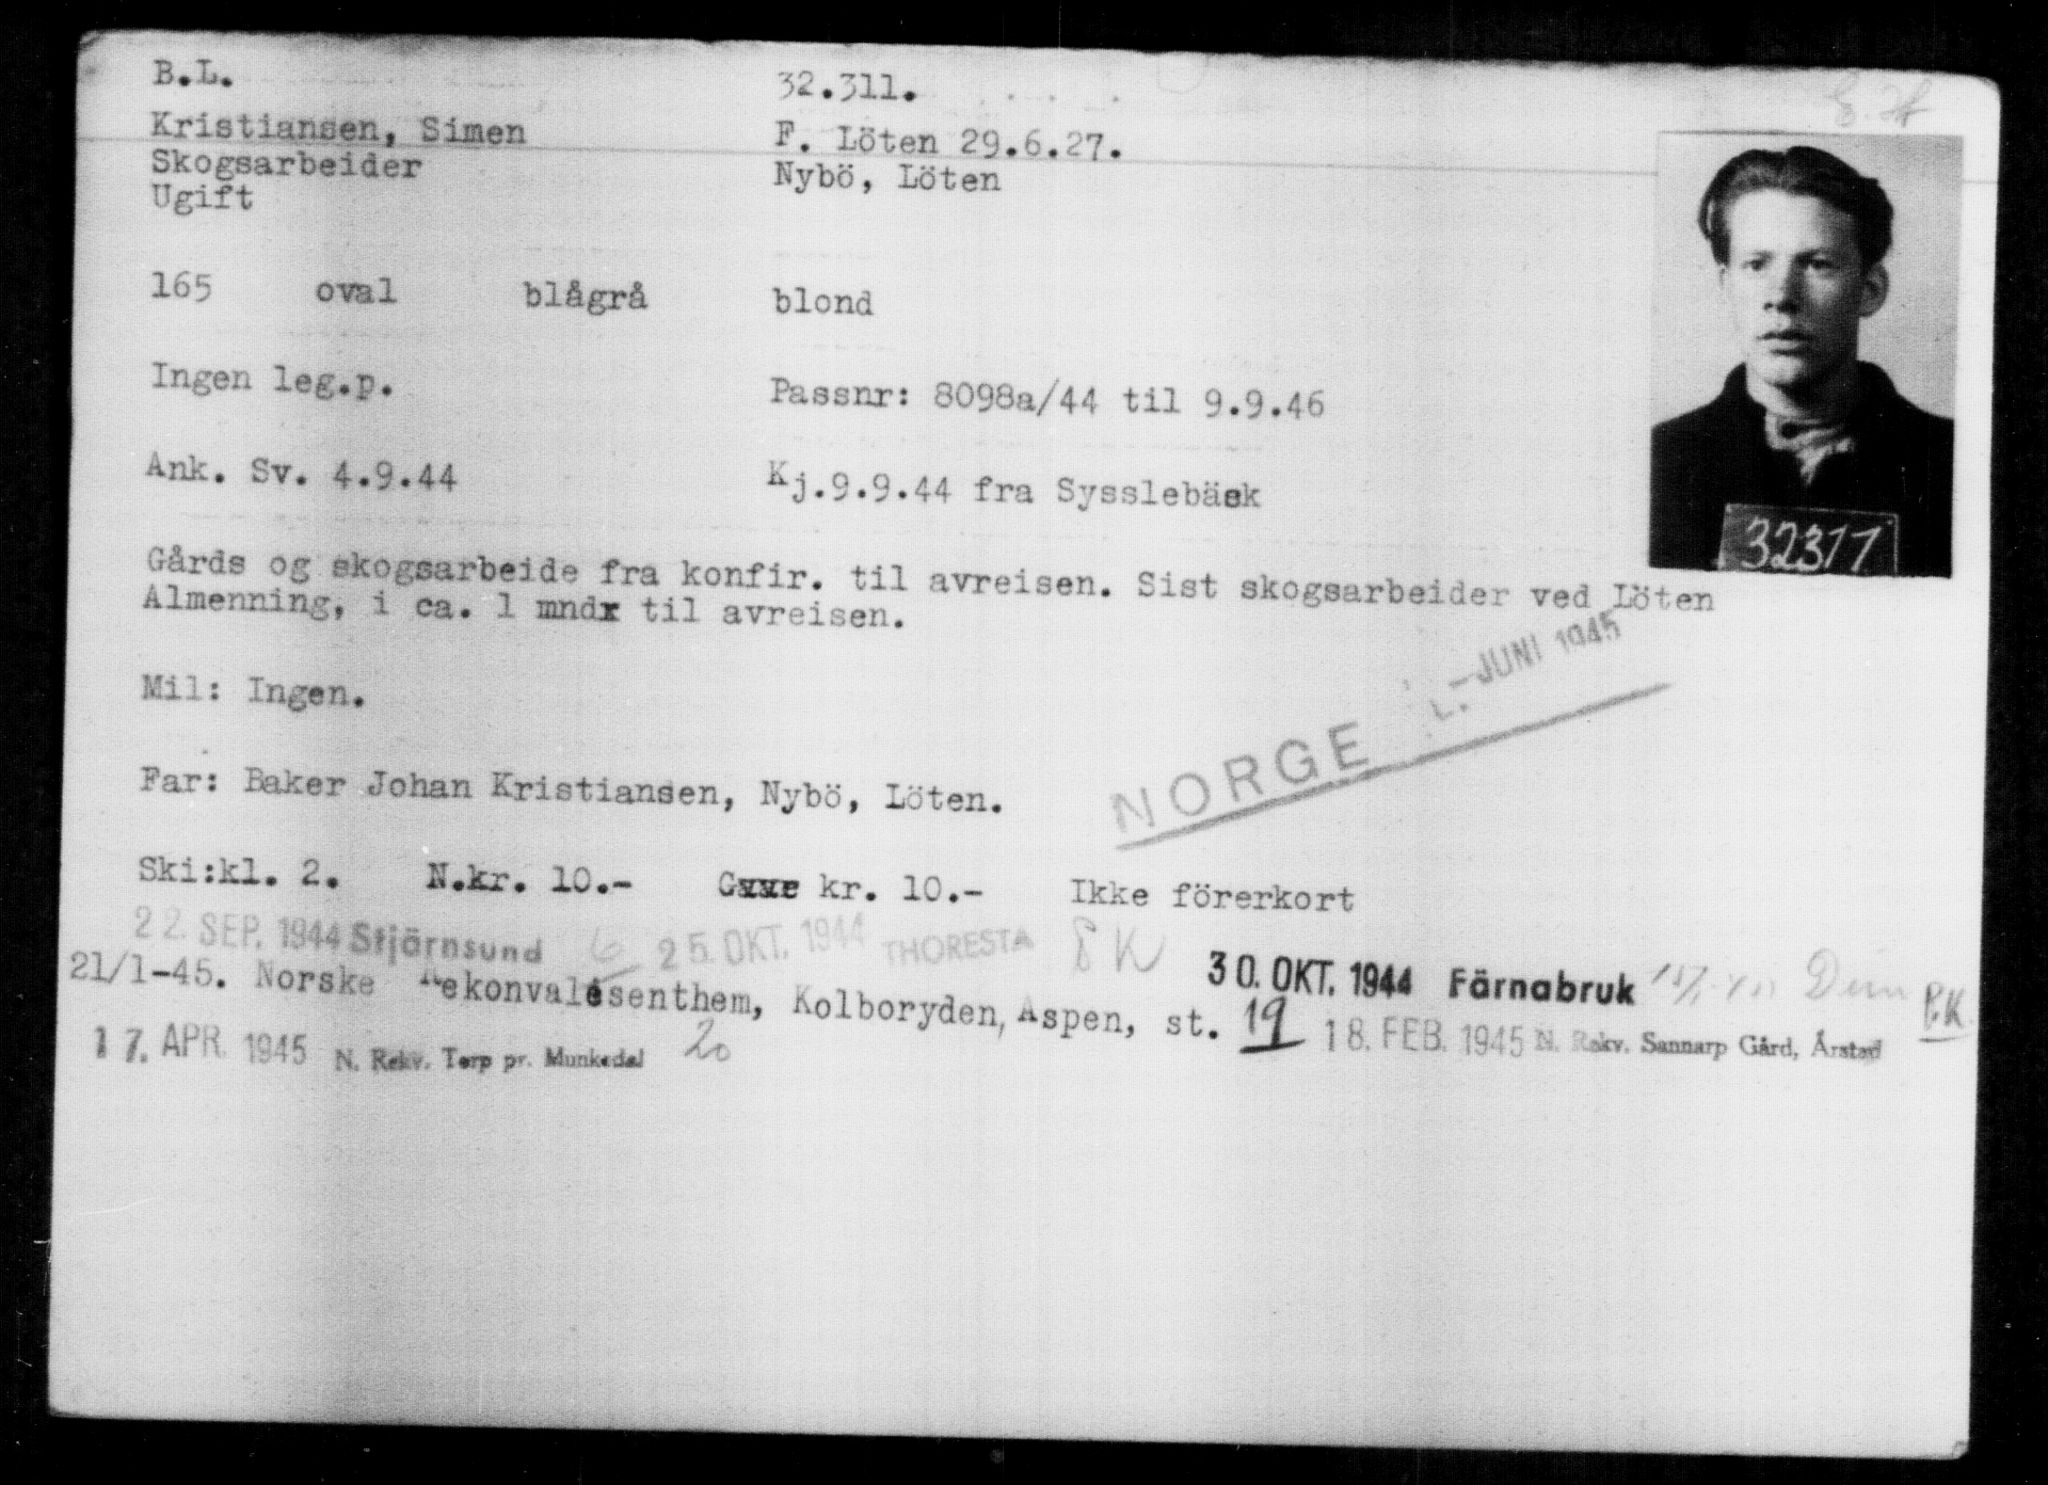 B.L. 32.311.
Kristiansen, Simen F. Löten 29.6.27.
Skogsarbeider Nybö, Löten
Ugift
165 oval blågrå blond
Ingen leg.p. Passnr: 8098a/44 til 9.9.46
Ank. Sv. 4.9.44 Kj.9.9.44 fra Sysslebäck
32311
Gårds og skogsarbeide fra konfir. til avreisen. Sist skogsarbeider ved Löten
Almenning, i ca. 1 mnd til avreisen.
NORGE JUNI 1945
Mil: Ingen.
Far: Baker Johan Kristiansen, Nybö, Löten.
Ski:kl. 2. N.kr. 10.- kr. 10.- Ikke förerkort
22. SEP. 1944 Stjörnsund 6 25. OKT. 1944 THORESTA 8 K 30. OKT. 1944 Färnabruk P.K.
21/1-45. Norske Rekonvalesenthem, Kolboryden, Aspen, st. 19 18. FEB. 1945 N. Rekv. Sannarp Gård, Årstad
17. APR. 1945 N. Rekv. Torp pr. Munkedal 20